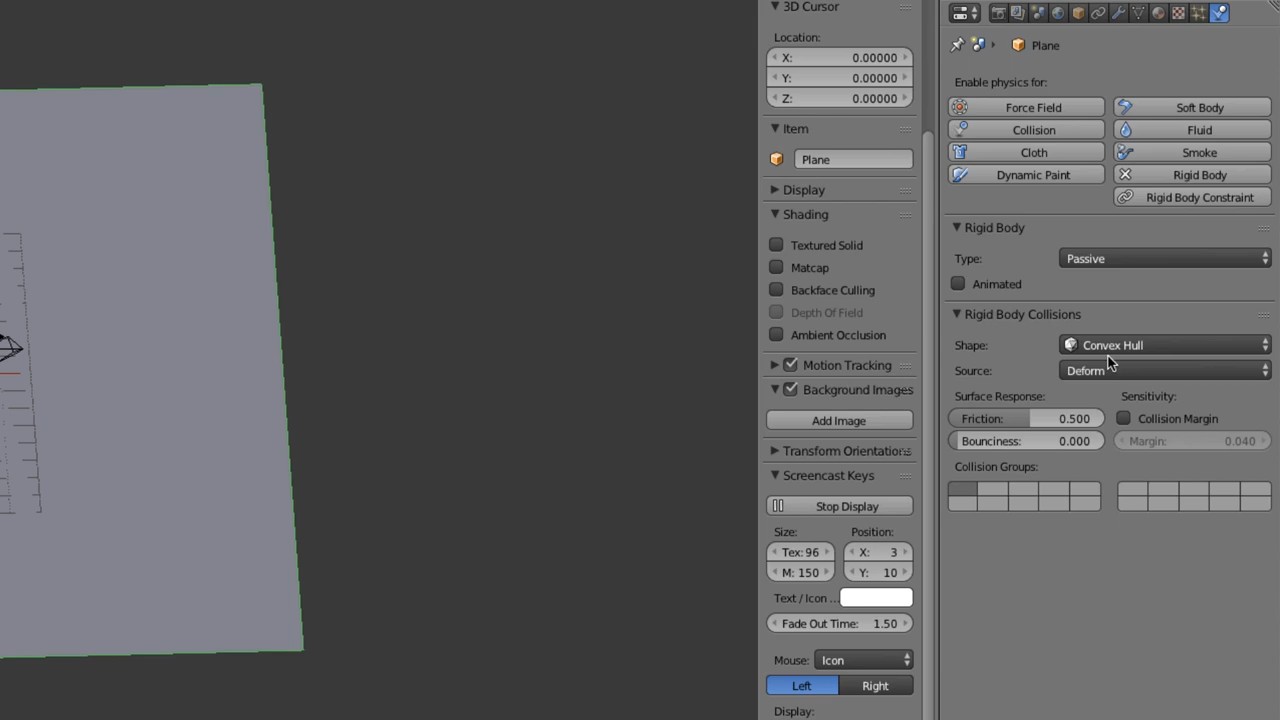 3D Cursor
Location:
X: 0.00000
Y: 0.00000
Z: 0.00000
Item
Plane
Display
Shading
Textured Solid
Matcap
Backface Culling
Depth Of Field
Ambient Occlusion
Motion Tracking
Background Images
Add Image
Transform Orientations
Screencast Keys
Stop Display
Size: Position:
Tex: 96 X: 3
M: 150 Y: 10
Text / Icon ...
Fade Out Time: 1.50
Mouse: Icon
Left Right
Display:
Plane
Enable physics for:
Force Field Soft Body
Collision Fluid
Cloth Smoke
Dynamic Paint Rigid Body
Rigid Body Constraint
Rigid Body
Type: Passive
Animated
Rigid Body Collisions
Shape: Convex Hull
Source: Deform
Surface Response: Sensitivity:
Friction: 0.500 Collision Margin
Bounciness: 0.000 Margin: 0.040
Collision Groups: